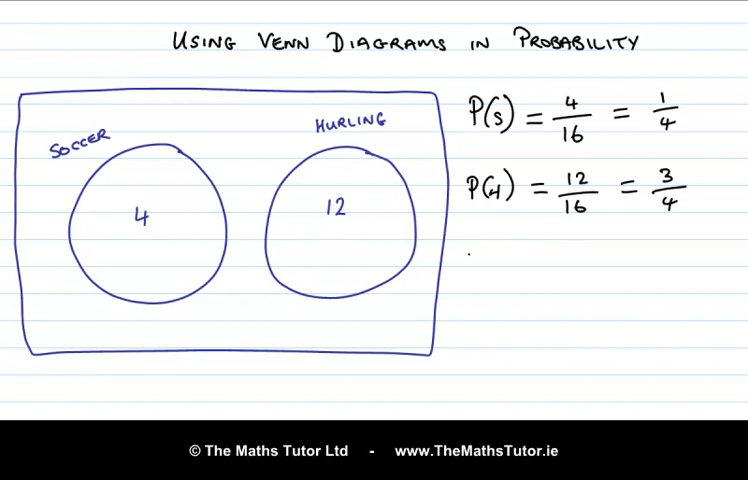 USING VENN DIAGRAMS IN PROBABILITY
SOCCER
HURLING
4
12
P(S) = 4/16 = 1/4
P(H) = 12/16 = 3/4
© The Maths Tutor Ltd - www.TheMathsTutor.ie